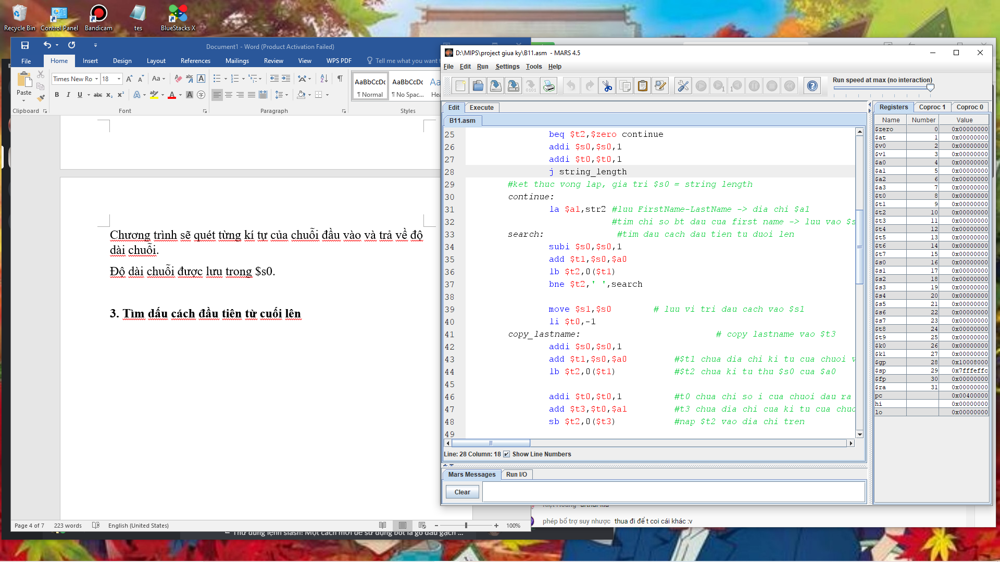 Recycle Bin
Control Panel
Bandicam
tes
BlueStacks X
Document1 - Word (Product Activation Failed)
File Home Insert Design Layout References Mailings Review View WPS PDF Tell me what you want t
Times New Ro 18
Paste
AaBbCcDc AaBbCcDc
¶ Normal ¶ No Spac... Hea
Clipboard Font Paragraph Styles
Chương trình sẽ quét từng kí tự của chuỗi đầu vào và trả về độ
dài chuỗi.
Độ dài chuỗi được lưu trong $s0.
3. Tìm dấu cách đầu tiên từ cuối lên
Page 4 of 7 223 words English (United States) 100%
D:\MIPS\project giua ky\B11.asm - MARS 4.5
File Edit Run Settings Tools Help
Run speed at max (no interaction)
Edit Execute
B11.asm
25 beq $t2,$zero continue
26 addi $s0,$s0,1
27 addi $t0,$t0,1
28 j string_length
29 #ket thuc vong lap, gia tri $s0 = string length
30 continue:
31 la $a1,str2 #luu FirstName-LastName -> dia chi $a1
32 #tim chi so bt dau cua first name -> luu vao $s
33 search: #tim dau cach dau tien tu duoi len
34 subi $s0,$s0,1
35 add $t1,$s0,$a0
36 lb $t2,0($t1)
37 bne $t2,' ',search
38
39 move $s1,$s0 # luu vi tri dau cach vao $s1
40 li $t0,-1
41 copy_lastname: # copy lastname vao $t3
42 addi $s0,$s0,1
43 add $t1,$s0,$a0 #$t1 chua dia chi ki tu cua chuoi v
44 lb $t2,0($t1) #$t2 chua ki tu thu $s0 cua $a0
45
46 addi $t0,$t0,1 #t0 chua chi so i cua chuoi dau ra
47 add $t3,$t0,$a1 #t3 chua dia chi cua ki tu cua chuo
48 sb $t2,0($t3) #nap $t2 vao dia chi tren
49
Line: 28 Column: 18 Show Line Numbers
Mars Messages Run I/O
Clear
Registers Coproc 1 Coproc 0
Name Number Value
$zero 0 0x00000000
$at 1 0x00000000
$v0 2 0x00000000
$v1 3 0x00000000
$a0 4 0x00000000
$a1 5 0x00000000
$a2 6 0x00000000
$a3 7 0x00000000
$t0 8 0x00000000
$t1 9 0x00000000
$t2 10 0x00000000
$t3 11 0x00000000
$t4 12 0x00000000
$t5 13 0x00000000
$t6 14 0x00000000
$t7 15 0x00000000
$s0 16 0x00000000
$s1 17 0x00000000
$s2 18 0x00000000
$s3 19 0x00000000
$s4 20 0x00000000
$s5 21 0x00000000
$s6 22 0x00000000
$s7 23 0x00000000
$t8 24 0x00000000
$t9 25 0x00000000
$k0 26 0x00000000
$k1 27 0x00000000
$gp 28 0x10008000
$sp 29 0x7fffeffc
$fp 30 0x00000000
$ra 31 0x00000000
pc 0x00400000
hi 0x00000000
lo 0x00000000
phép bổ trợ suy nhược thua đi để t coi cái khác :v
Thử dùng lệnh slash! Một cách mới để sử dụng bot là gõ dấu gạch ...